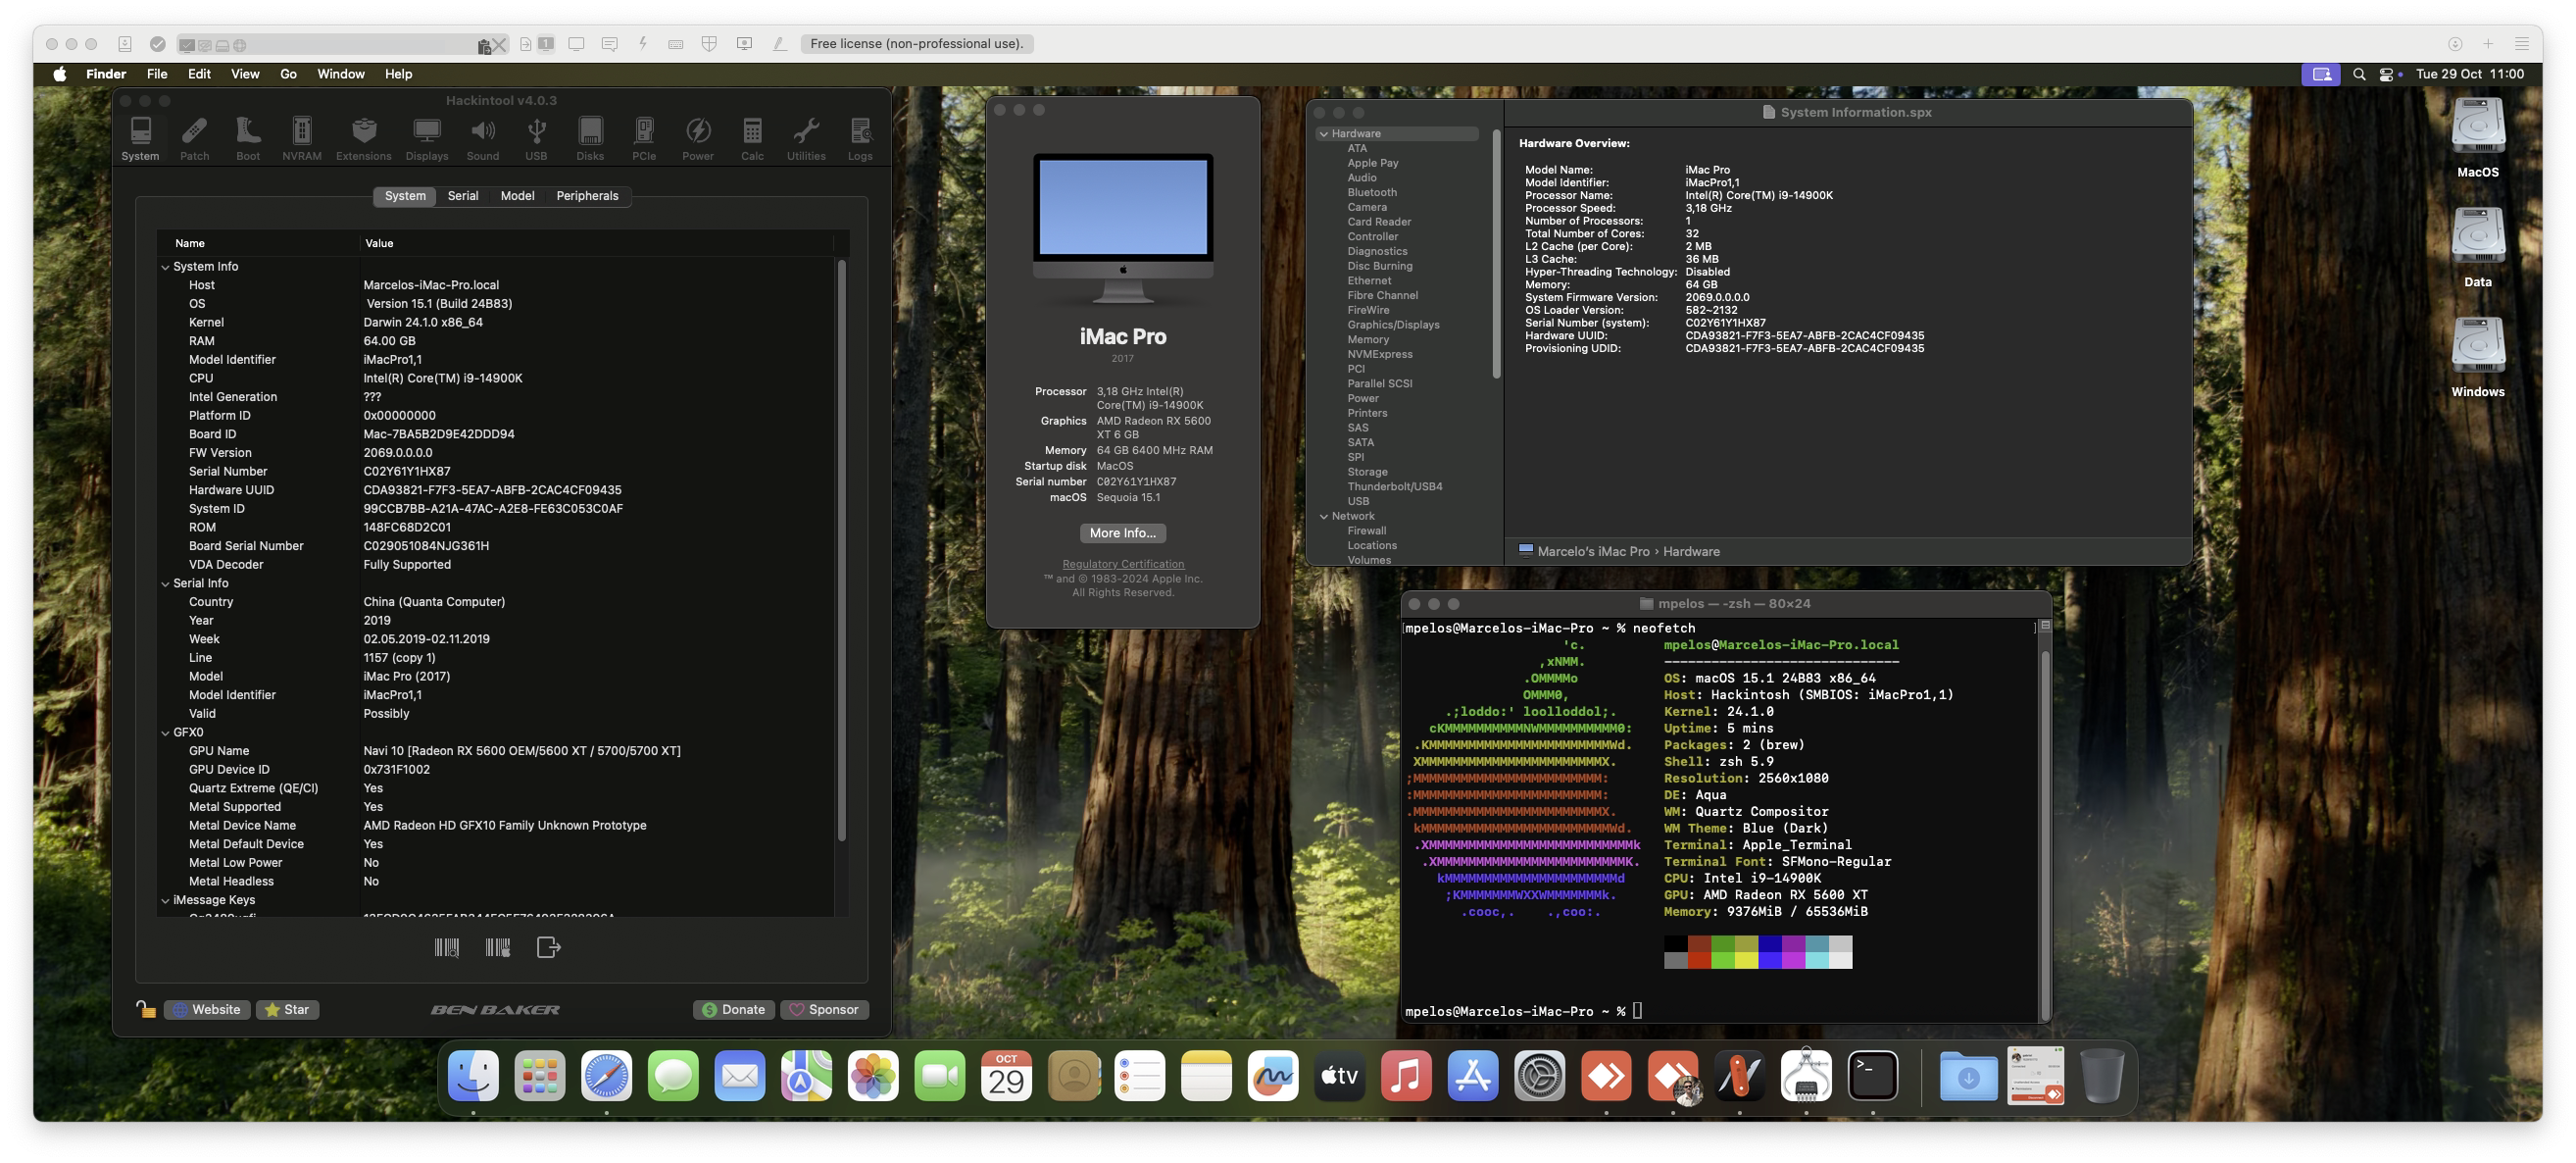 Free license (non-professional use).
Finder File Edit View Go Window Help
Tue 29 Oct 11:00
Hackintool v4.0.3
System Patch Boot NVRAM Extensions Displays Sound USB Disks PCIe Power Calc Utilities Logs
System Serial Model Peripherals
Name Value
System Info
Host Marcelos-iMac-Pro.local
OS Version 15.1 (Build 24B83)
Kernel Darwin 24.1.0 x86_64
RAM 64.00 GB
Model Identifier iMacPro1,1
CPU Intel(R) Core(TM) i9-14900K
Intel Generation ???
Platform ID 0x00000000
Board ID Mac-7BA5B2D9E42DDD94
FW Version 2069.0.0.0.0
Serial Number C02Y61Y1HX87
Hardware UUID CDA93821-F7F3-5EA7-ABFB-2CAC4CF09435
System ID 99CCB7BB-A21A-47AC-A2E8-FE63C053C0AF
ROM 148FC68D2C01
Board Serial Number C029051084NJG361H
VDA Decoder Fully Supported
Serial Info
Country China (Quanta Computer)
Year 2019
Week 02.05.2019-02.11.2019
Line 1157 (copy 1)
Model iMac Pro (2017)
Model Identifier iMacPro1,1
Valid Possibly
GFX0
GPU Name Navi 10 [Radeon RX 5600 OEM/5600 XT / 5700/5700 XT]
GPU Device ID 0x731F1002
Quartz Extreme (QE/CI) Yes
Metal Supported Yes
Metal Device Name AMD Radeon HD GFX10 Family Unknown Prototype
Metal Default Device Yes
Metal Low Power No
Metal Headless No
iMessage Keys
Website Star BEN BAKER Donate Sponsor
iMac Pro
2017
Processor 3,18 GHz Intel(R)
Core(TM) i9-14900K
Graphics AMD Radeon RX 5600
XT 6 GB
Memory 64 GB 6400 MHz RAM
Startup disk MacOS
Serial number C02Y61Y1HX87
macOS Sequoia 15.1
More Info...
Regulatory Certification
™ and © 1983-2024 Apple Inc.
All Rights Reserved.
System Information.spx
Hardware
ATA
Apple Pay
Audio
Bluetooth
Camera
Card Reader
Controller
Diagnostics
Disc Burning
Ethernet
Fibre Channel
FireWire
Graphics/Displays
Memory
NVMExpress
PCI
Parallel SCSI
Power
Printers
SAS
SATA
SPI
Storage
Thunderbolt/USB4
USB
Network
Firewall
Locations
Volumes
Hardware Overview:
Model Name: iMac Pro
Model Identifier: iMacPro1,1
Processor Name: Intel(R) Core(TM) i9-14900K
Processor Speed: 3,18 GHz
Number of Processors: 1
Total Number of Cores: 32
L2 Cache (per Core): 2 MB
L3 Cache: 36 MB
Hyper-Threading Technology: Disabled
Memory: 64 GB
System Firmware Version: 2069.0.0.0.0
OS Loader Version: 582~2132
Serial Number (system): C02Y61Y1HX87
Hardware UUID: CDA93821-F7F3-5EA7-ABFB-2CAC4CF09435
Provisioning UDID: CDA93821-F7F3-5EA7-ABFB-2CAC4CF09435
Marcelo's iMac Pro › Hardware
MacOS
Data
Windows
mpelos — -zsh — 80×24
mpelos@Marcelos-iMac-Pro ~ % neofetch
'c.
,xNMM.
.OMMMMo
OMMM0,
.;loddo:' loolloddol;.
cKMMMMMMMMMMNWMMMMMMMMMM0:
.KMMMMMMMMMMMMMMMMMMMMMMMWd.
XMMMMMMMMMMMMMMMMMMMMMMMX.
;MMMMMMMMMMMMMMMMMMMMMMMM:
:MMMMMMMMMMMMMMMMMMMMMMMM:
.MMMMMMMMMMMMMMMMMMMMMMMMX.
kMMMMMMMMMMMMMMMMMMMMMMMMWd.
.XMMMMMMMMMMMMMMMMMMMMMMMMMMk
.XMMMMMMMMMMMMMMMMMMMMMMMMK.
kMMMMMMMMMMMMMMMMMMMMMMd
;KMMMMMMMWXXWMMMMMMMk.
.cooc,. .,coo:.
mpelos@Marcelos-iMac-Pro.local
------------------------------
OS: macOS 15.1 24B83 x86_64
Host: Hackintosh (SMBIOS: iMacPro1,1)
Kernel: 24.1.0
Uptime: 5 mins
Packages: 2 (brew)
Shell: zsh 5.9
Resolution: 2560x1080
DE: Aqua
WM: Quartz Compositor
WM Theme: Blue (Dark)
Terminal: Apple_Terminal
Terminal Font: SFMono-Regular
CPU: Intel i9-14900K
GPU: AMD Radeon RX 5600 XT
Memory: 9376MiB / 65536MiB
mpelos@Marcelos-iMac-Pro ~ %
OCT
29
tv